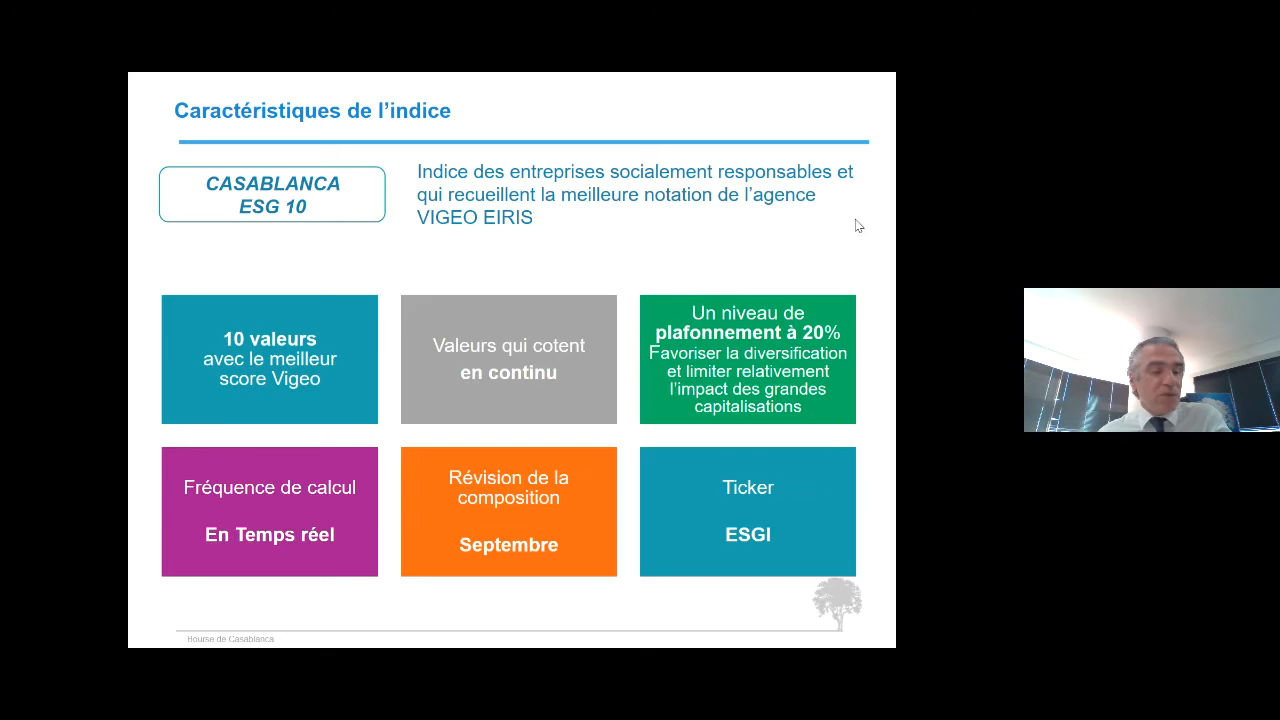 Caractéristiques de l’indice
CASABLANCA
ESG 10
Indice des entreprises socialement responsables et
qui recueillent la meilleure notation de l’agence
VIGEO EIRIS
10 valeurs
avec le meilleur
score Vigeo
Valeurs qui cotent
en continu
Un niveau de
plafonnement à 20%
Favoriser la diversification
et limiter relativement
l’impact des grandes
capitalisations
Fréquence de calcul
En Temps réel
Révision de la
composition
Septembre
Ticker
ESGI
Bourse de Casablanca